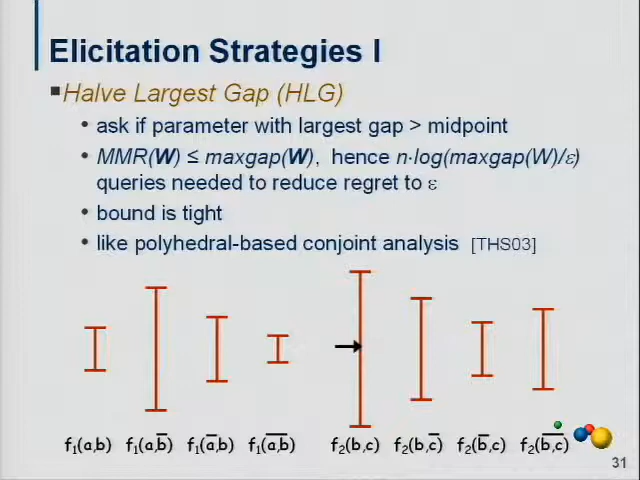 Elicitation Strategies I
Halve Largest Gap (HLG)
• ask if parameter with largest gap > midpoint
• MMR(W) ≤ maxgap(W), hence n·log(maxgap(W)/ε)
queries needed to reduce regret to ε
• bound is tight
• like polyhedral-based conjoint analysis [THS03]
f₁(a,b) f₁(a,b̅) f₁(a̅,b) f₁(a̅,b̅) f₂(b,c) f₂(b,c̅) f₂(b̅,c) f₂(b̅,c̅)
31